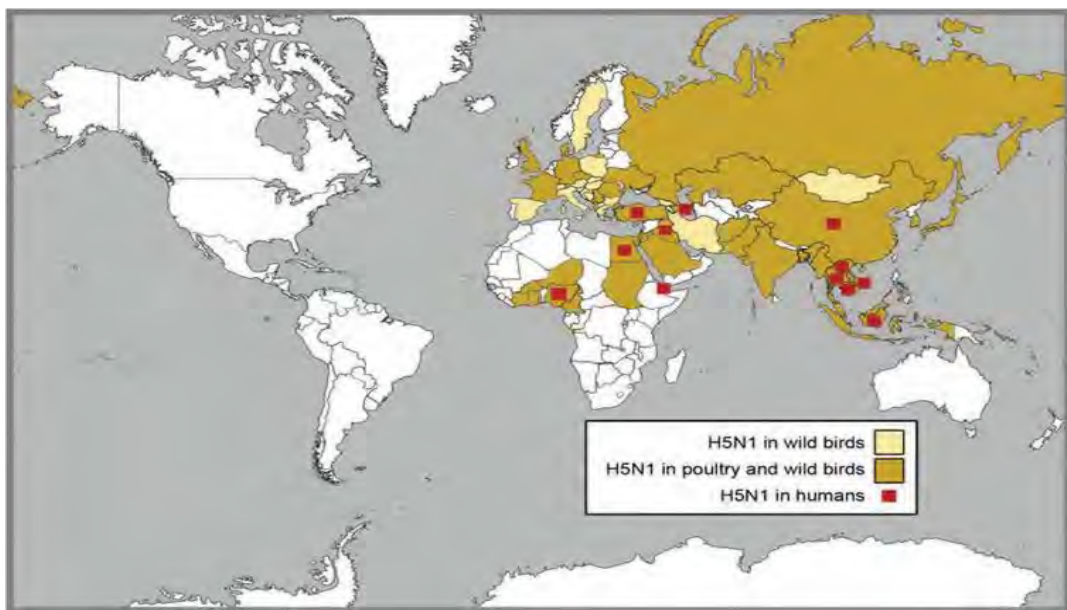 H5N1 in wild birds
H5N1 in poultry and wild birds
H5N1 in humans